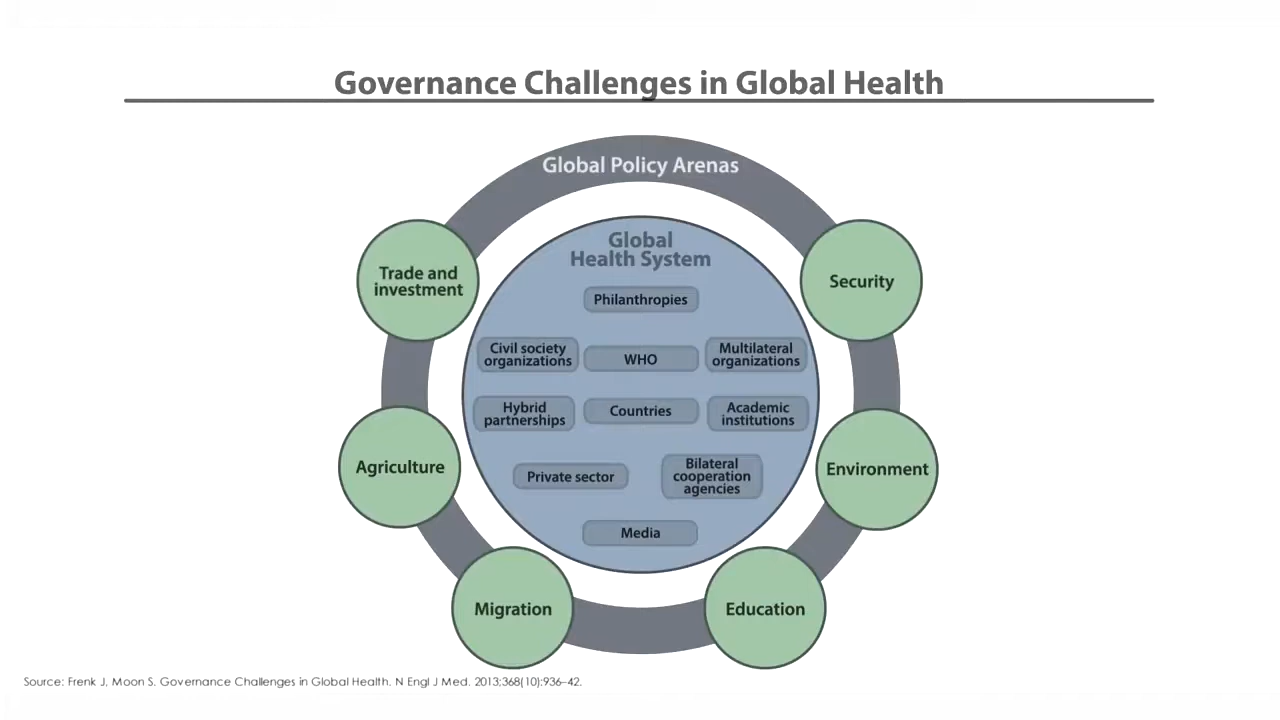 Governance Challenges in Global Health
Global Policy Arenas
Global
Health System
Philanthropies
Civil society
organizations
WHO
Multilateral
organizations
Hybrid
partnerships
Countries
Academic
institutions
Private sector
Bilateral
cooperation
agencies
Media
Trade and
investment
Security
Agriculture
Environment
Migration
Education
Source: Frenk J, Moon S. Governance Challenges in Global Health. N Engl J Med. 2013;368(10):936–42.